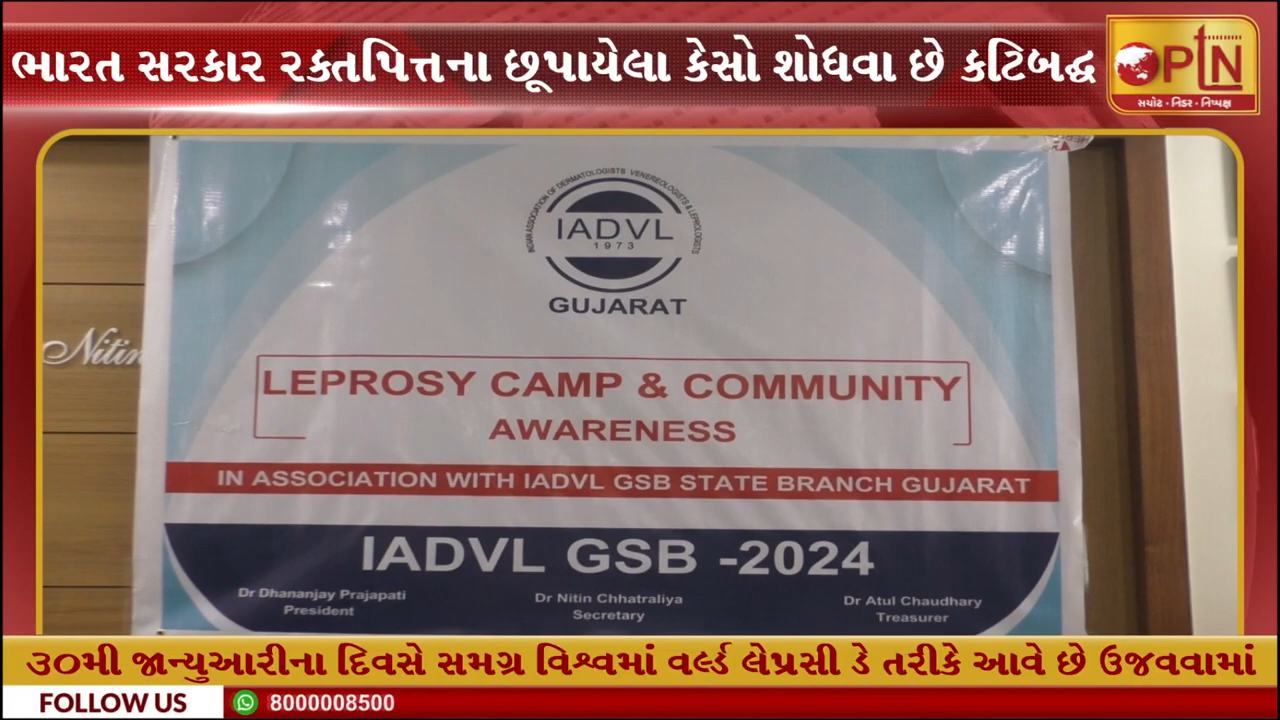 ભારત સરકાર રક્તપિત્તના છૂપાયેલા કેસો શોધવા છે કટિબદ્ધ
OPTN
સચોટ • નિડર • નિષ્પક્ષ
INDIAN ASSOCIATION OF DERMATOLOGISTS VENEREOLOGISTS & LEPROLOGISTS
IADVL
1973
GUJARAT
Nitin
LEPROSY CAMP & COMMUNITY
AWARENESS
IN ASSOCIATION WITH IADVL GSB STATE BRANCH GUJARAT
IADVL GSB -2024
Dr Dhananjay Prajapati
President
Dr Nitin Chhatraliya
Secretary
Dr Atul Chaudhary
Treasurer
૩૦મી જાન્યુઆરીના દિવસે સમગ્ર વિશ્વમાં વર્લ્ડ લેપ્રસી ડે તરીકે આવે છે ઉજવવામાં
FOLLOW US
8000008500